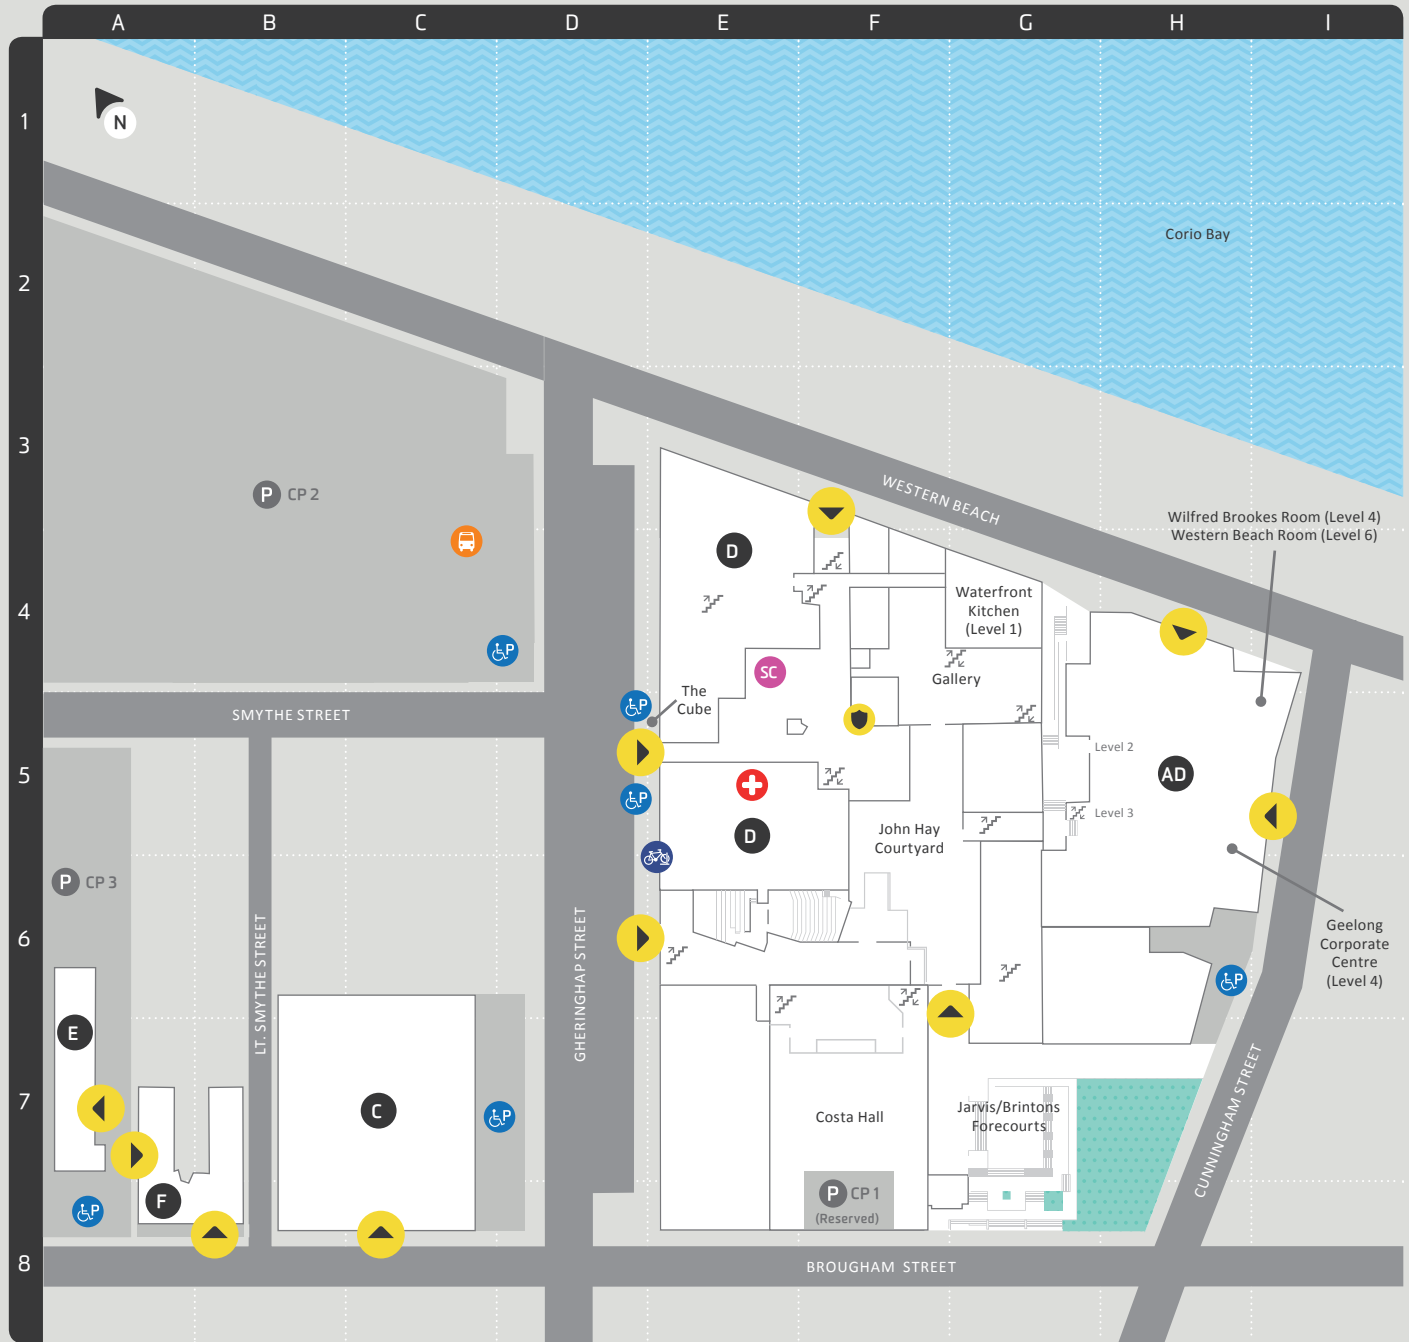 A B C D E F G H I
1
N
Corio Bay
2
3
P CP 2
WESTERN BEACH
Wilfred Brookes Room (Level 4)
Western Beach Room (Level 6)
D
4
Waterfront
Kitchen
(Level 1)
P
SC
Gallery
The
Cube
P
SMYTHE STREET
Level 2
5
AD
P
Level 3
D
John Hay
Courtyard
P CP 3
6
Geelong
Corporate
Centre
(Level 4)
P
LT. SMYTHE STREET
GHERINGHAP STREET
E
7
C
P
Costa Hall
Jarvis/Brintons
Forecourts
CUNNINGHAM STREET
F
P
P CP 1
(Reserved)
8
BROUGHAM STREET